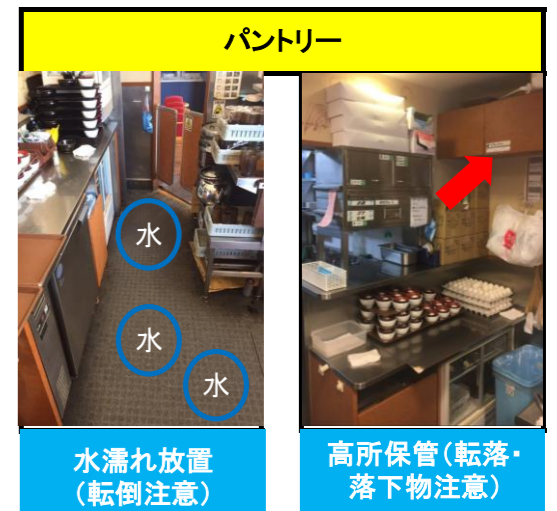 パントリー
水
水
水
水濡れ放置
（転倒注意）
高所保管（転落・
落下物注意）